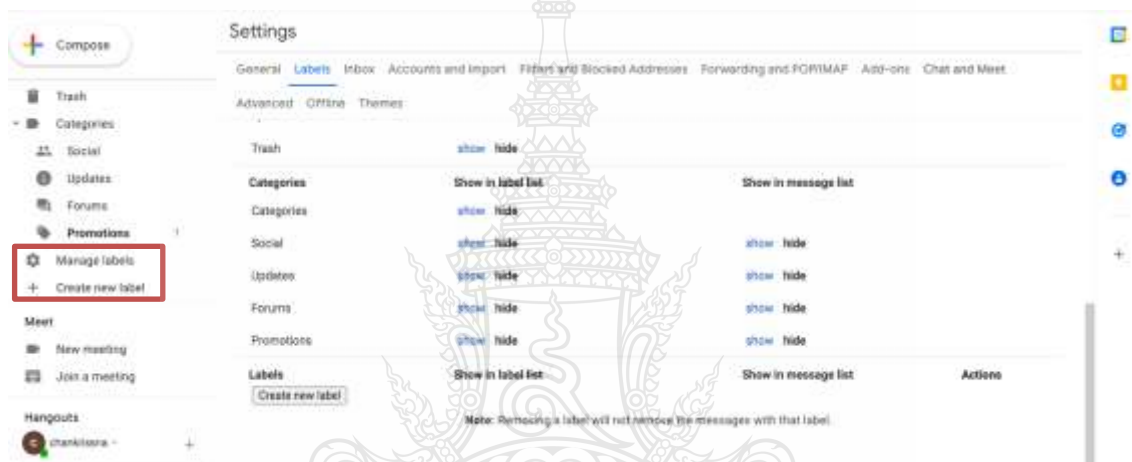 Compose
Trash
Categories
Social
Updates
Forums
Promotions 1
Manage labels
+ Create new label
Meet
New meeting
Join a meeting
Hangouts
+
Settings
General Labels Inbox Accounts and Import Filters and Blocked Addresses Forwarding and POP/IMAP Add-ons Chat and Meet
Advanced Offline Themes
Trash show hide
Categories Show in label list Show in message list
Categories show hide
Social show hide show hide
Updates show hide show hide
Forums show hide show hide
Promotions show hide show hide
Labels Show in label list Show in message list Actions
Create new label
Note: Removing a label will not remove the messages with that label.
+